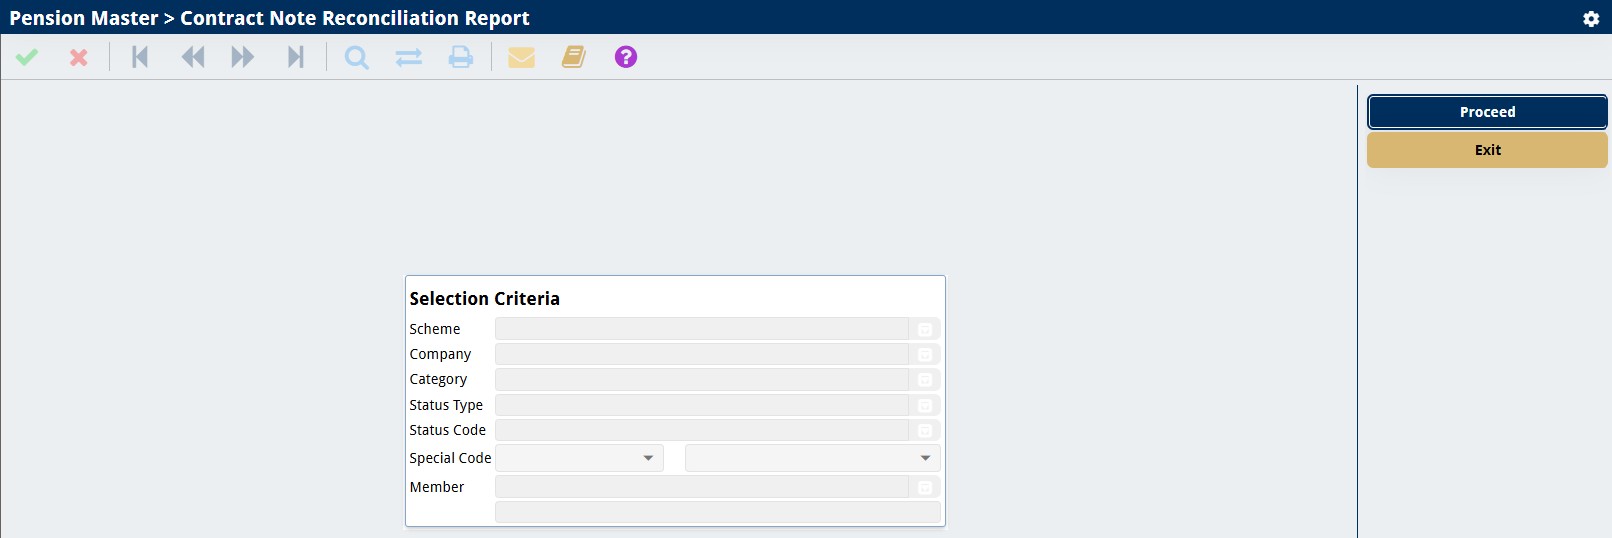 Pension Master > Contract Note Reconciliation Report
?
Proceed
Exit
Selection Criteria
Scheme
Company
Category
Status Type
Status Code
Special Code
Member